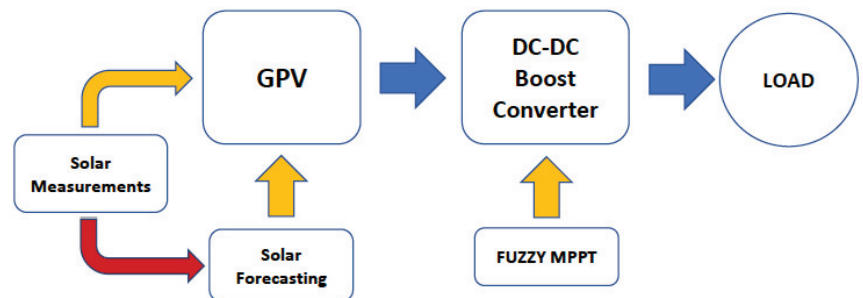 GPV
DC-DC
Boost
Converter
LOAD
Solar
Measurements
Solar
Forecasting
FUZZY MPPT